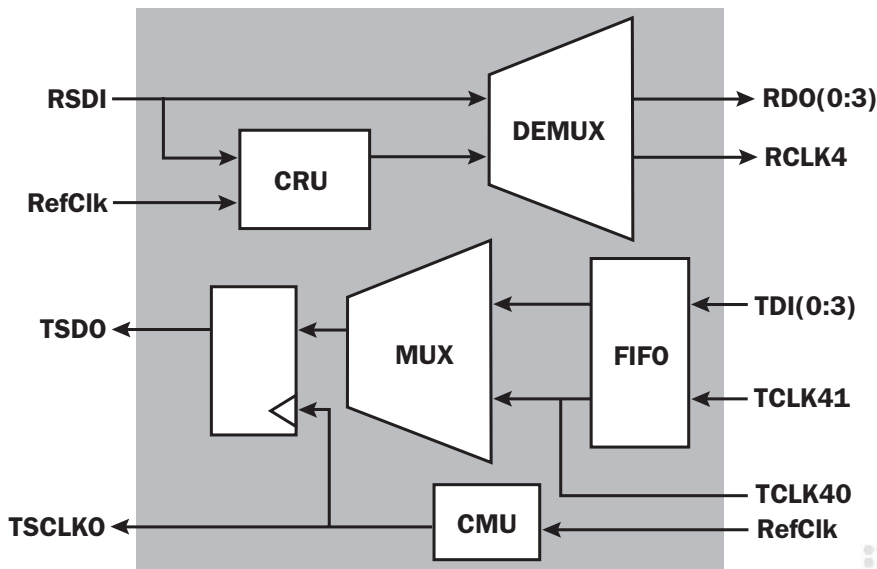 RSDI
DEMUX
RDO(0:3)
RCLK4
CRU
RefClk
TSDO
MUX
FIFO
TDI(0:3)
TCLK41
TCLK40
TSCLKO
CMU
RefClk